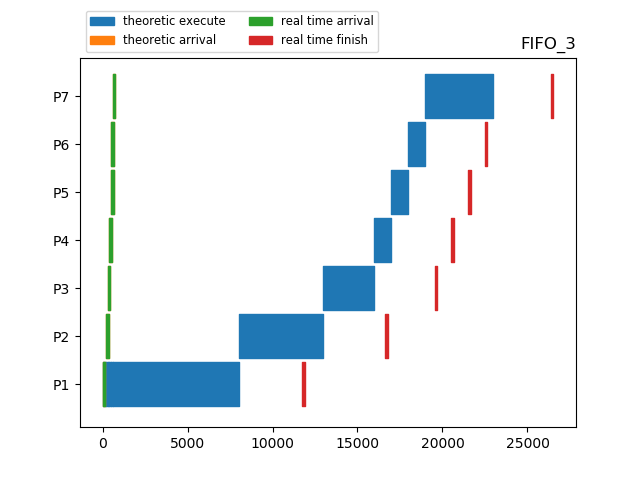 theoretic execute
theoretic arrival
real time arrival
real time finish
FIFO_3
P7
P6
P5
P4
P3
P2
P1
0 5000 10000 15000 20000 25000